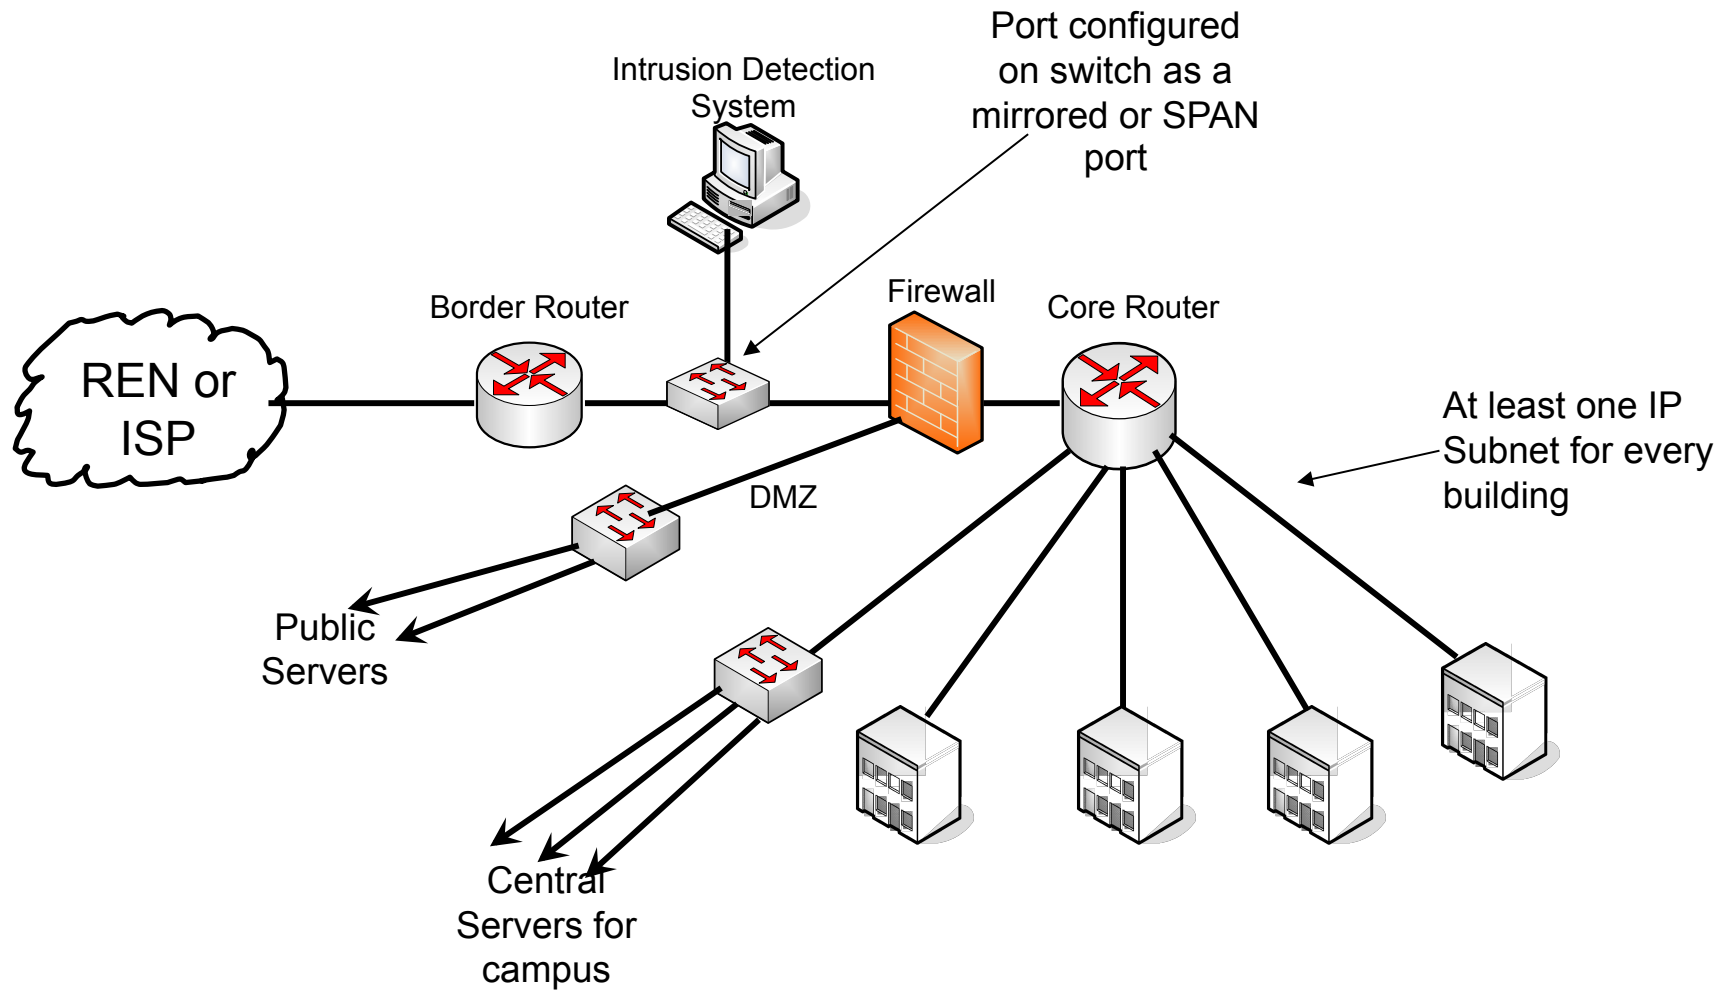 Port configured
on switch as a
mirrored or SPAN
port
Intrusion Detection
System
Border Router
Firewall
Core Router
REN or
ISP
At least one IP
Subnet for every
building
DMZ
Public
Servers
Central
Servers for
campus